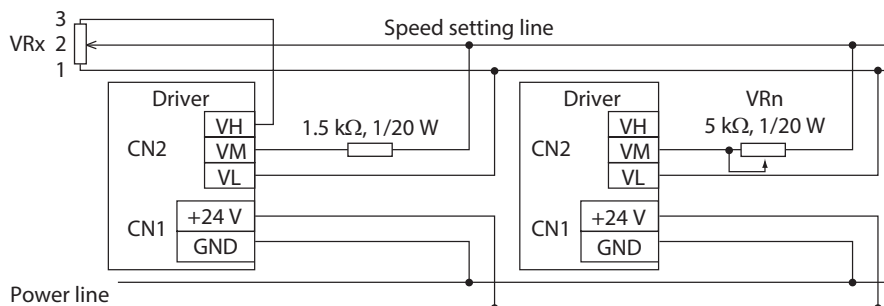 3
VRx 2 Speed setting line
1
Driver Driver VRn
VH 1.5 kΩ, 1/20 W VH 5 kΩ, 1/20 W
CN2 VM CN2 VM
VL VL
CN1 +24 V CN1 +24 V
GND GND
Power line